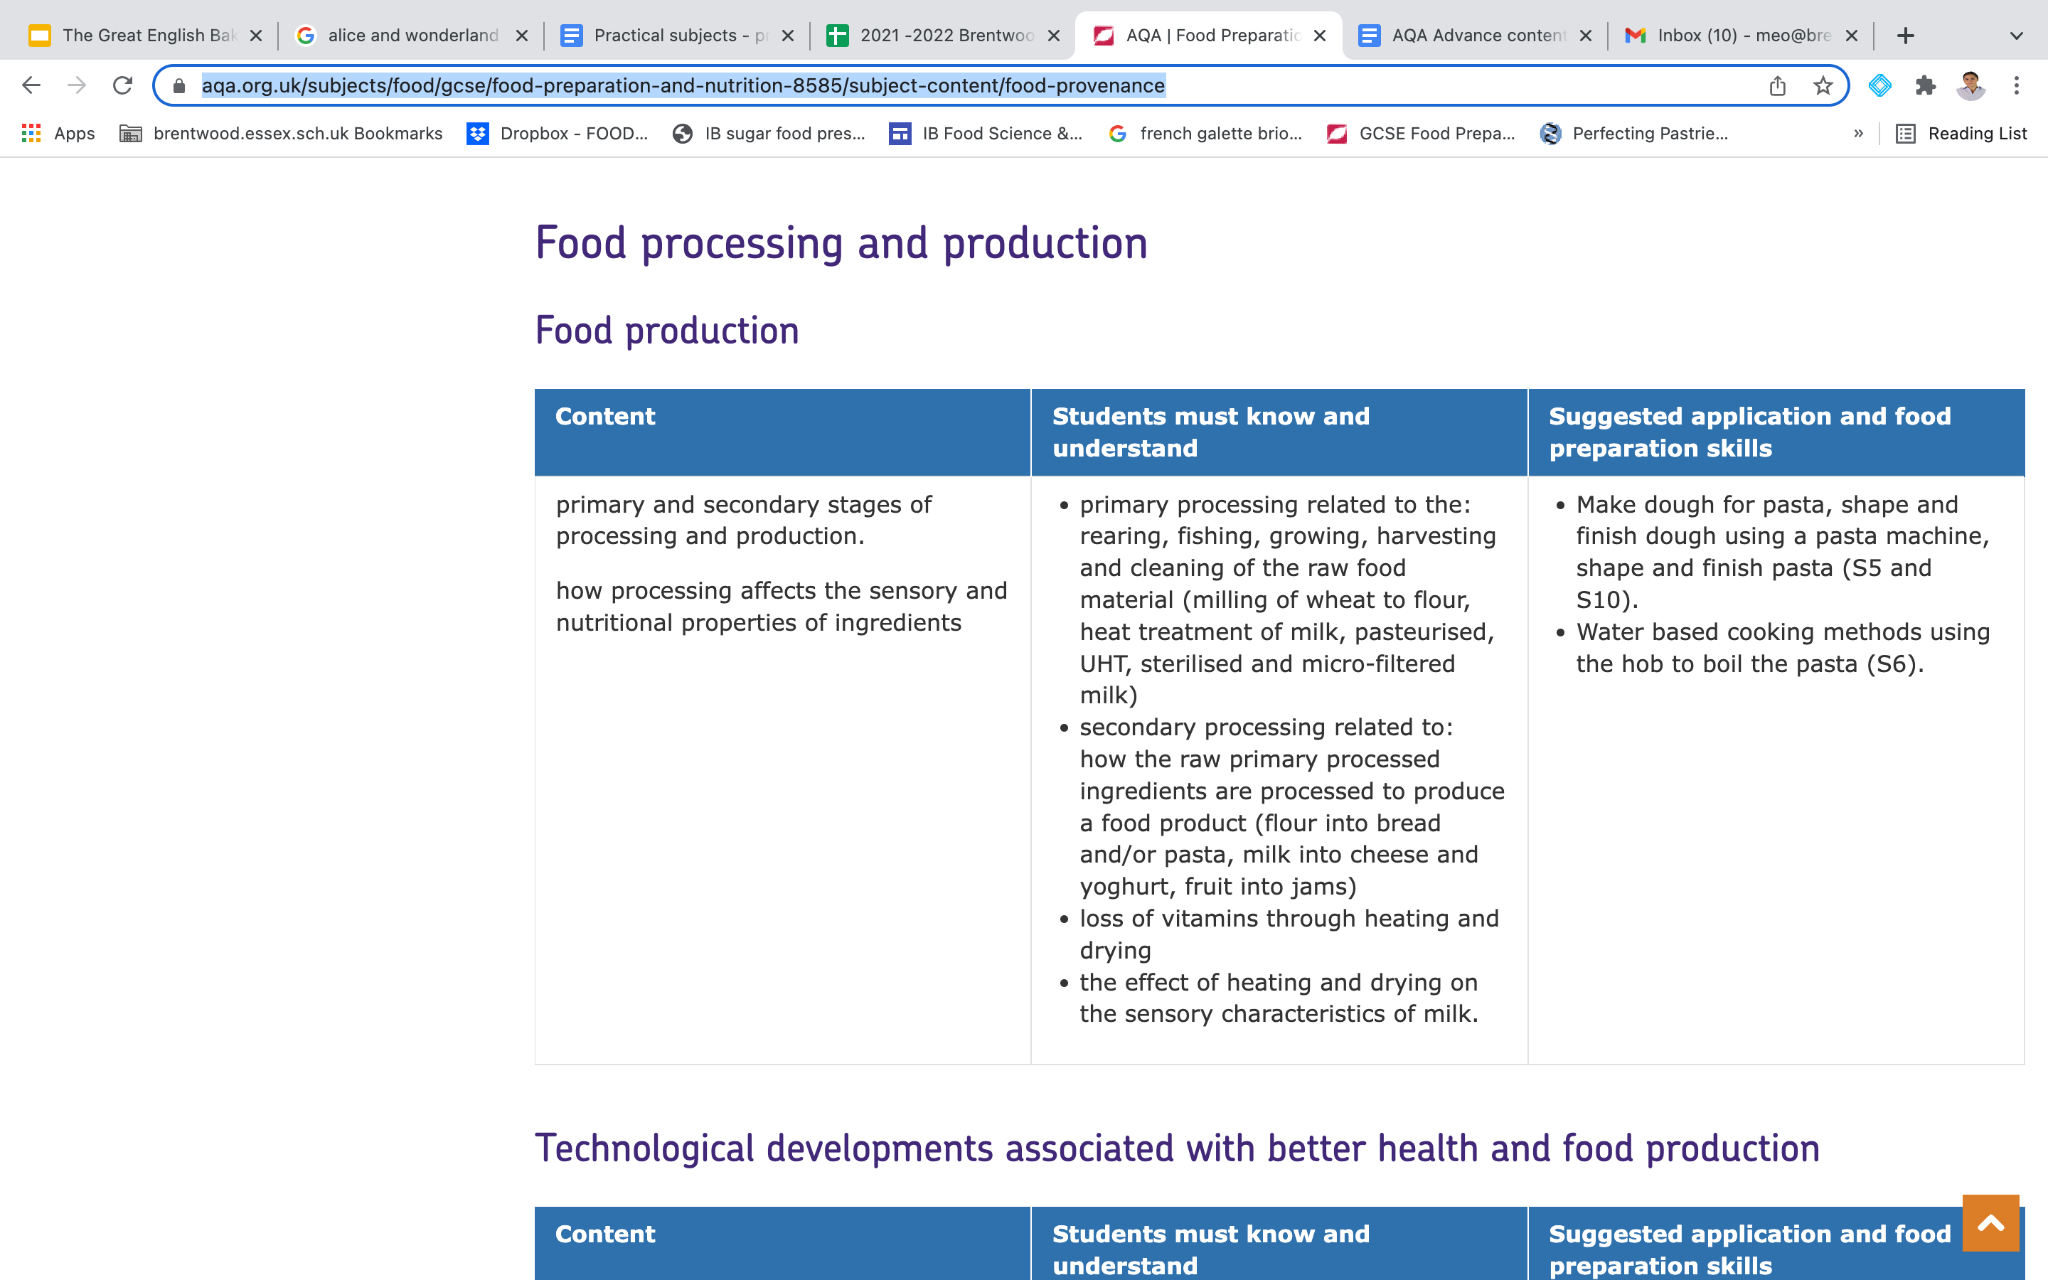 The Great English Bak
alice and wonderland
Practical subjects - pr
2021 -2022 Brentwoo
AQA | Food Preparatio
AQA Advance content
Inbox (10) - meo@bre
aqa.org.uk/subjects/food/gcse/food-preparation-and-nutrition-8585/subject-content/food-provenance
Apps
brentwood.essex.sch.uk Bookmarks
Dropbox - FOOD...
IB sugar food pres...
IB Food Science &...
french galette brio...
GCSE Food Prepa...
Perfecting Pastrie...
»
Reading List
Food processing and production
Food production
Content
Students must know and
understand
Suggested application and food
preparation skills
primary and secondary stages of
processing and production.
how processing affects the sensory and
nutritional properties of ingredients
• primary processing related to the:
rearing, fishing, growing, harvesting
and cleaning of the raw food
material (milling of wheat to flour,
heat treatment of milk, pasteurised,
UHT, sterilised and micro-filtered
milk)
• secondary processing related to:
how the raw primary processed
ingredients are processed to produce
a food product (flour into bread
and/or pasta, milk into cheese and
yoghurt, fruit into jams)
• loss of vitamins through heating and
drying
• the effect of heating and drying on
the sensory characteristics of milk.
• Make dough for pasta, shape and
finish dough using a pasta machine,
shape and finish pasta (S5 and
S10).
• Water based cooking methods using
the hob to boil the pasta (S6).
Technological developments associated with better health and food production
Content
Students must know and
understand
Suggested application and food
preparation skills